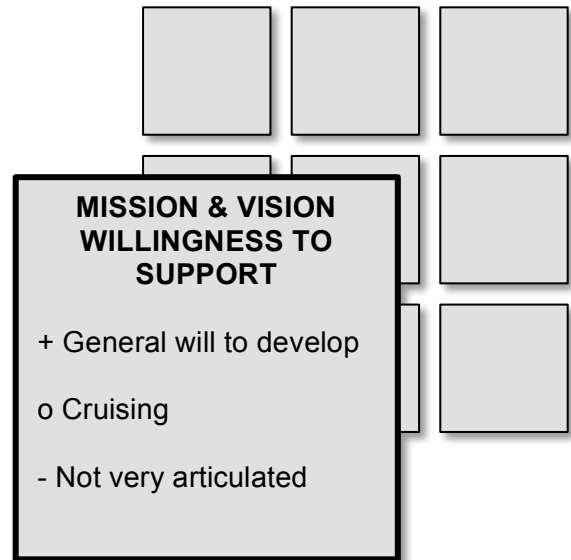 MISSION & VISION
WILLINGNESS TO
SUPPORT
+ General will to develop
o Cruising
- Not very articulated